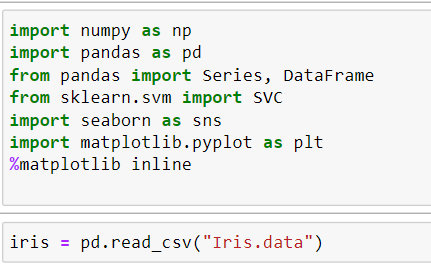 import numpy as np
import pandas as pd
from pandas import Series, DataFrame
from sklearn.svm import SVC
import seaborn as sns
import matplotlib.pyplot as plt
%matplotlib inline
iris = pd.read_csv("Iris.data")